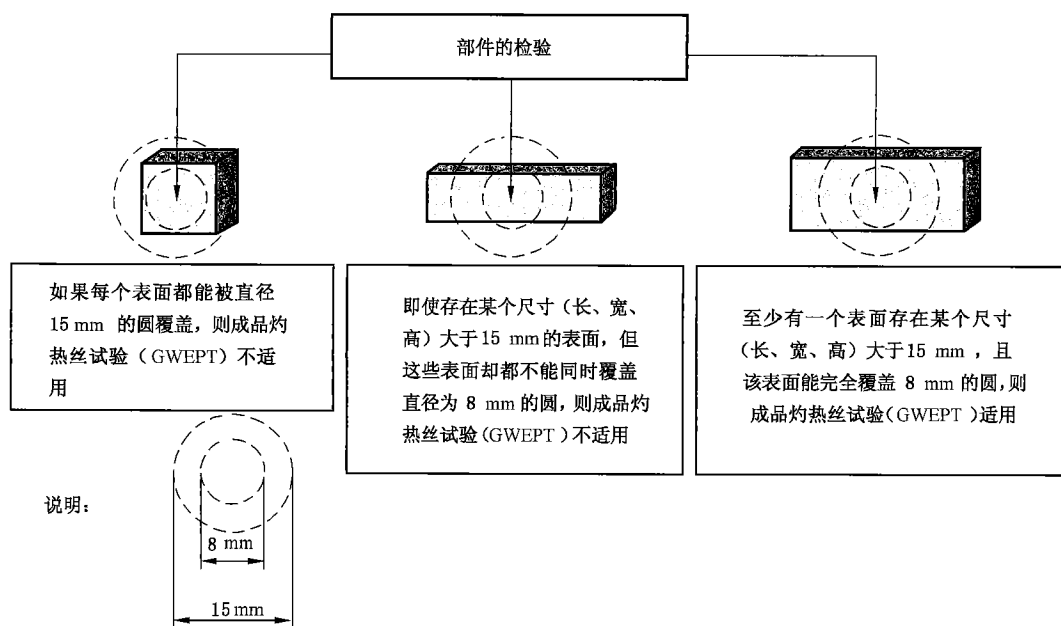 部件的检验
如果每个表面都能被直径
15 mm 的圆覆盖，则成品灼
热丝试验（GWEPT）不适
用
即使存在某个尺寸（长、宽、
高）大于15 mm的表面，但
这些表面却都不能同时覆盖
直径为 8 mm的圆，则成品灼
热丝试验（GWEPT）不适用
至少有一个表面存在某个尺寸
（长、宽、高）大于15 mm ，且
该表面能完全覆盖 8 mm的圆，则
成品灼热丝试验（GWEPT）适用
说明：
8 mm
15 mm